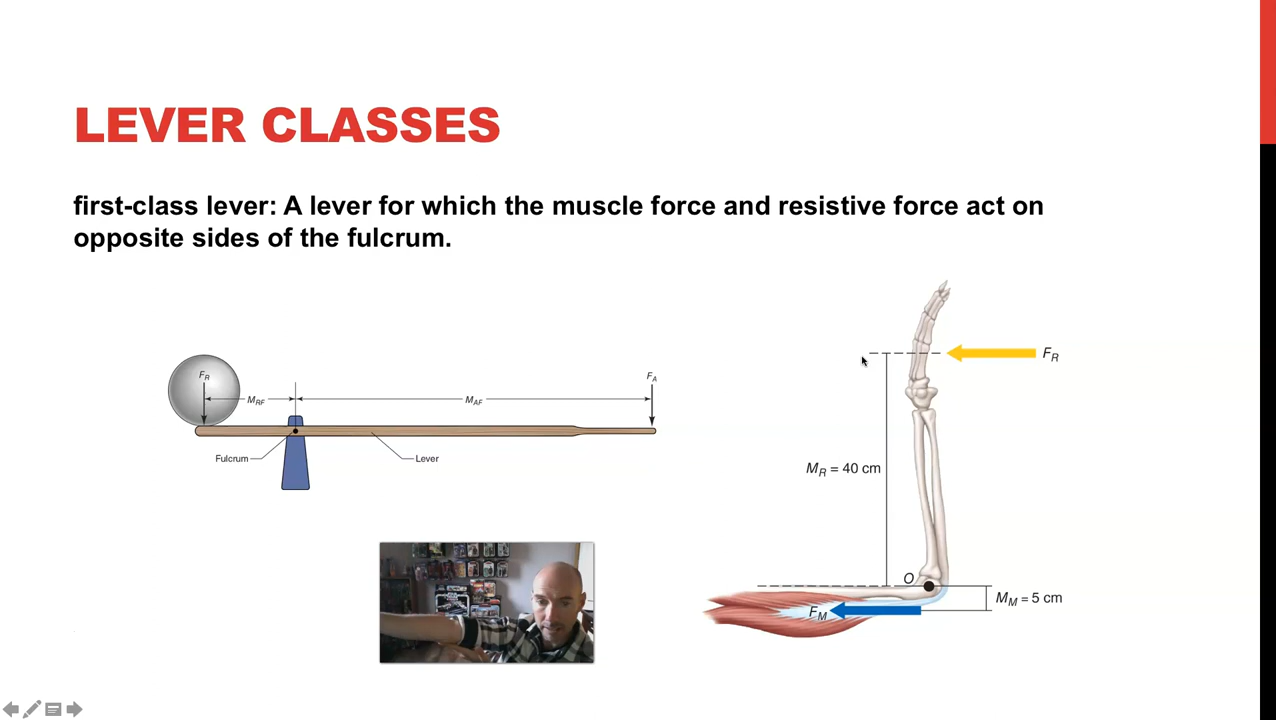 LEVER CLASSES
first-class lever: A lever for which the muscle force and resistive force act on
opposite sides of the fulcrum.
FR
MRF
MAF
FA
Fulcrum
Lever
FR
MR = 40 cm
O
MM = 5 cm
FM